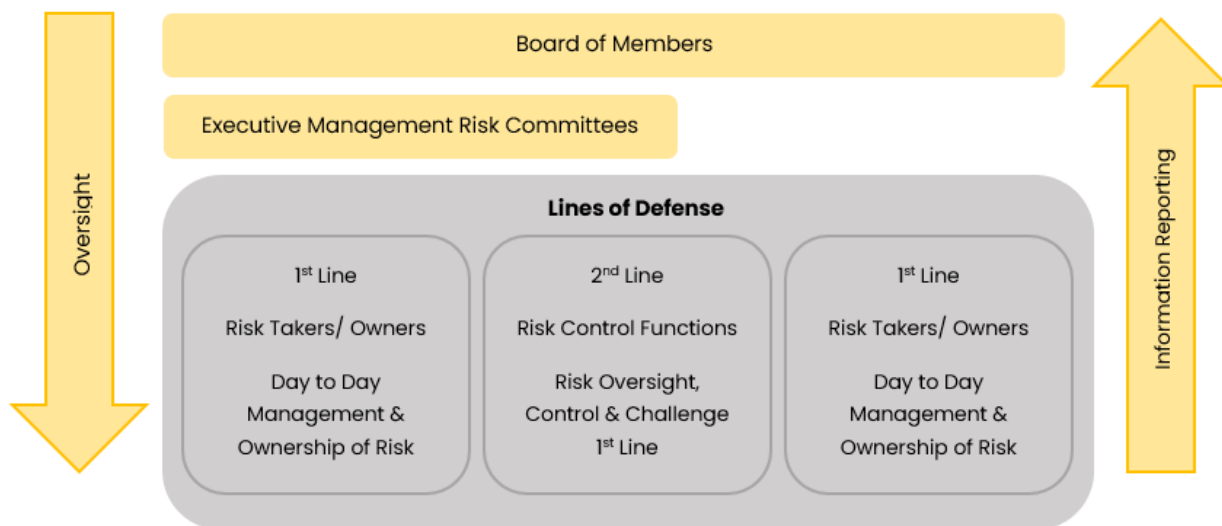 Board of Members
Executive Management Risk Committees
Oversight
Information Reporting
Lines of Defense
1st Line
Risk Takers/ Owners
Day to Day
Management &
Ownership of Risk
2nd Line
Risk Control Functions
Risk Oversight,
Control & Challenge
1st Line
1st Line
Risk Takers/ Owners
Day to Day
Management &
Ownership of Risk